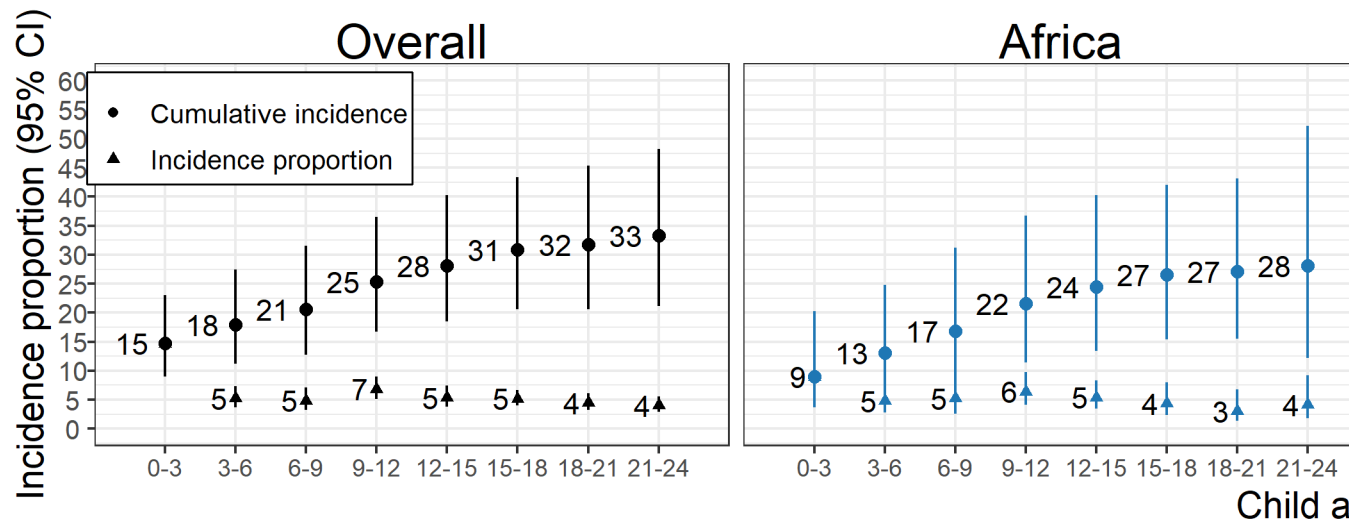 Overall
Africa
Incidence proportion (95% CI)
60
55
50
45
40
35
30
25
20
15
10
5
0
Cumulative incidence
Incidence proportion
15 18 21 25 28 31 32 33
5 5 7 5 5 4 4
9 13 17 22 24 27 27 28
5 5 6 5 4 3 4
0-3 3-6 6-9 9-12 12-15 15-18 18-21 21-24
0-3 3-6 6-9 9-12 12-15 15-18 18-21 21-24
Child a